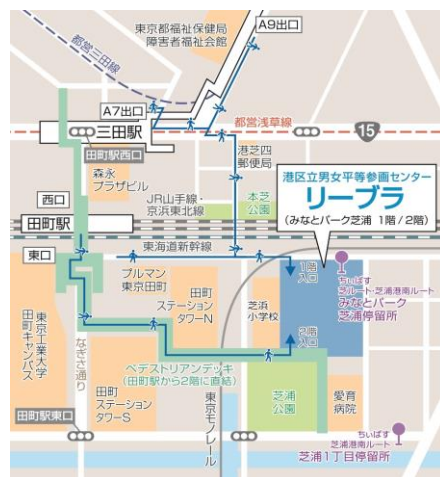 A9出口
東京都福祉保健局
障害者福祉会館
都営三田線
A7出口
三田駅
都営浅草線
15
田町駅西口
港芝四
郵便局
森永
プラザビル
港区立男女平等参画センター
リーブラ
(みなとパーク芝浦 1階/2階)
西口
JR山手線・
京浜東北線
本芝
公園
田町駅
東海道新幹線
東口
1階
入口
ちぃばす
芝ルート・芝浦港南ルート
みなとパーク
芝浦停留所
プルマン
東京田町
田町
ステーション
タワーN
芝浜
小学校
2階
入口
東京工業大学
田町キャンパス
なぎさ通り
ペデストリアンデッキ
(田町駅から2階に直結)
田町
ステーション
タワーS
東京モノレール
芝浦
公園
愛育
病院
田町駅東口
ちぃばす
芝浦港南ルート
芝浦1丁目停留所